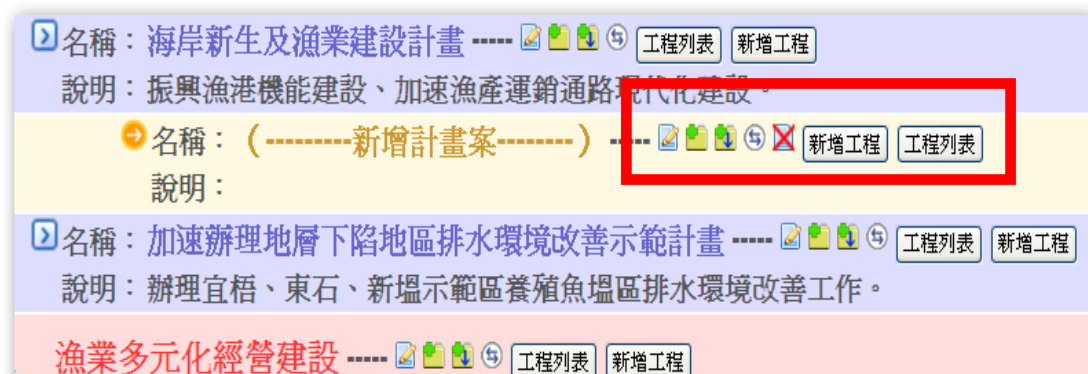 名稱：海岸新生及漁業建設計畫 ----- 工程列表 新增工程
說明：振興漁港機能建設、加速漁產運銷通路現代化建設。
名稱：（---------新增計畫案--------）----- 新增工程 工程列表
說明：
名稱：加速辦理地層下陷地區排水環境改善示範計畫 ----- 工程列表 新增工程
說明：辦理宜梧、東石、新塭示範區養殖魚塭區排水環境改善工作。
漁業多元化經營建設 ----- 工程列表 新增工程